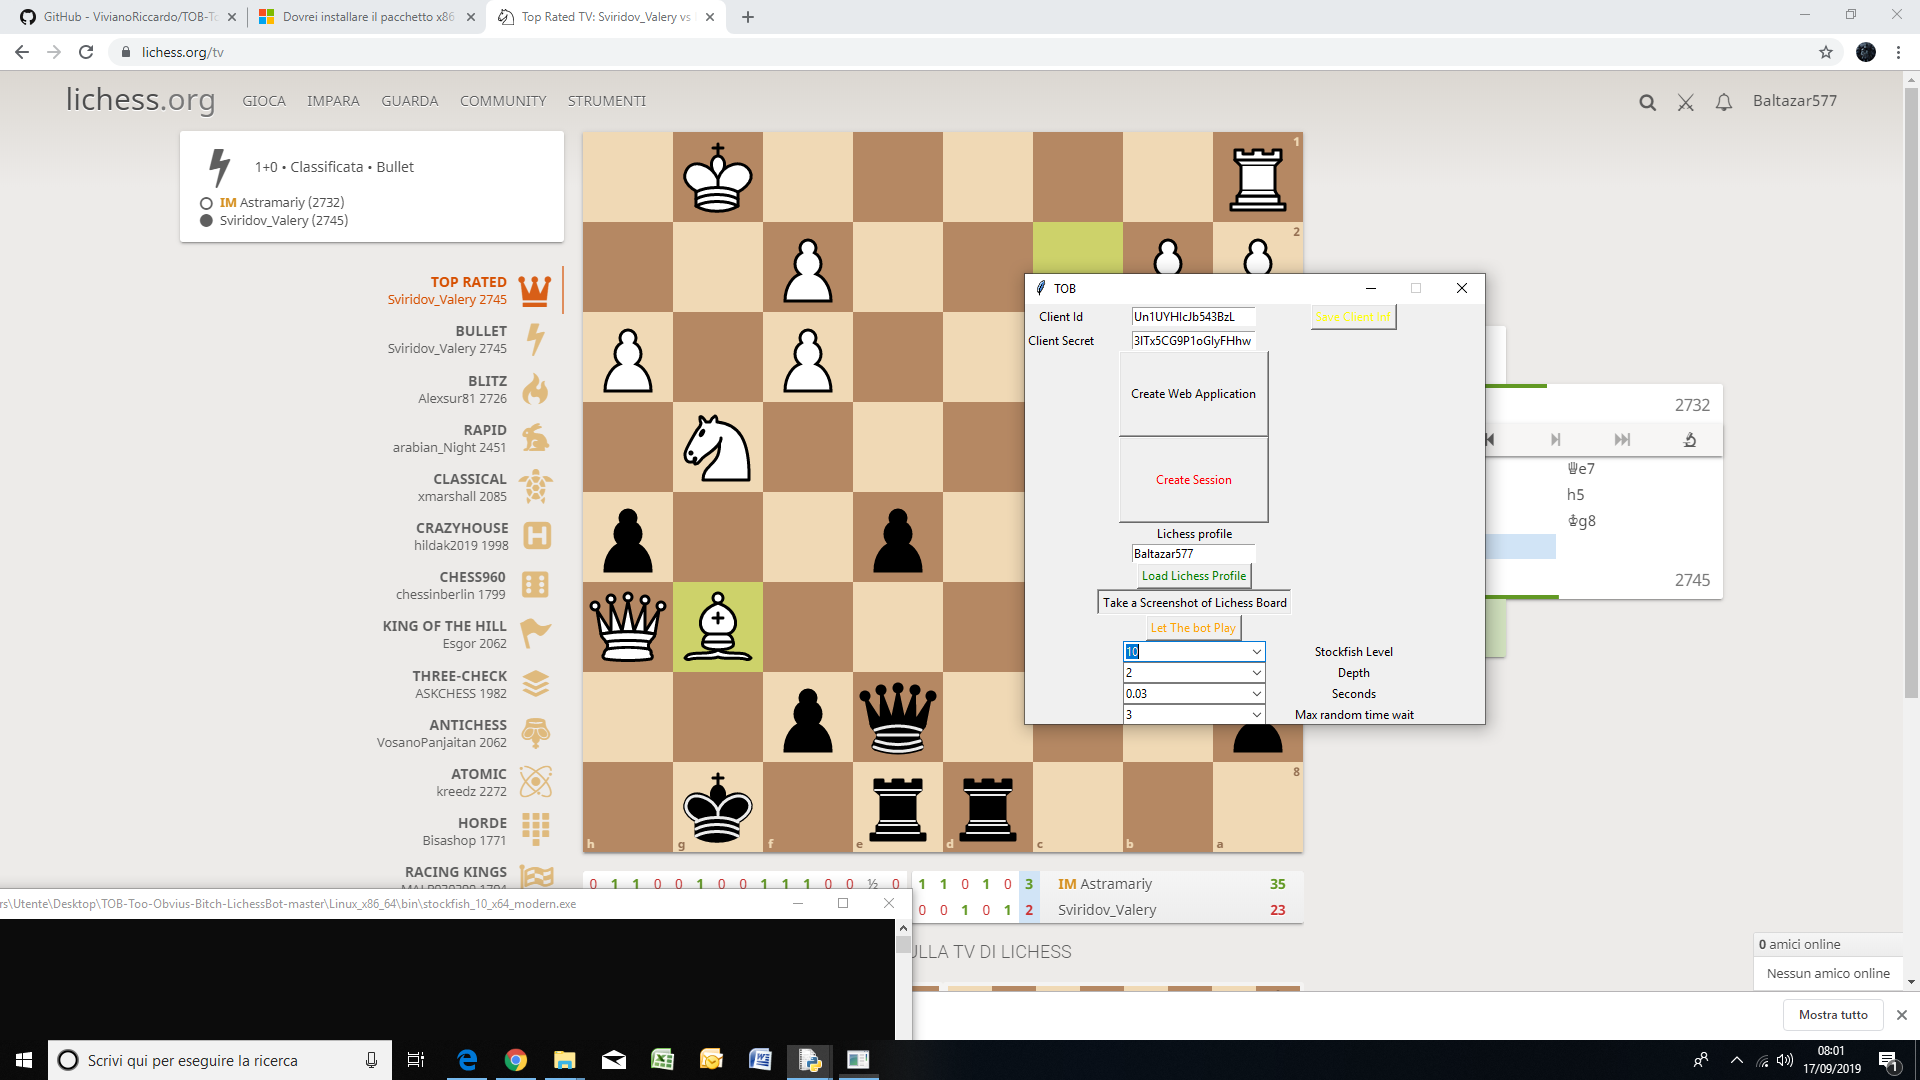 GitHub - VivianoRiccardo/TOB-To
Dovrei installare il pacchetto x86
Top Rated TV: Sviridov_Valery vs
lichess.org/tv
lichess.org
GIOCA IMPARA GUARDA COMMUNITY STRUMENTI
Baltazar577
1+0 • Classificata • Bullet
IM Astramariy (2732)
Sviridov_Valery (2745)
TOP RATED
Sviridov_Valery 2745
BULLET
Sviridov_Valery 2745
BLITZ
Alexsur81 2726
RAPID
arabian_Night 2451
CLASSICAL
xmarshall 2085
CRAZYHOUSE
hildak2019 1998
CHESS960
chessinberlin 1799
KING OF THE HILL
Esgor 2062
THREE-CHECK
ASKCHESS 1982
ANTICHESS
VosanoPanjaitan 2062
ATOMIC
kreedz 2272
HORDE
Bisashop 1771
RACING KINGS
1
2
8
h g f e d c b a
TOB
Client Id
Un1UYHlcJb543BzL
Save Client Inf
Client Secret
3ITx5CG9P1oGlyFHhw
Create Web Application
Create Session
Lichess profile
Baltazar577
Load Lichess Profile
Take a Screenshot of Lichess Board
Let The bot Play
10
Stockfish Level
2
Depth
0.03
Seconds
3
Max random time wait
2732
♕e7
h5
♔g8
2745
0 1 1 0 0 1 0 0 1 1 1 0 0 ½ 0 1 1 0 1 0 3 IM Astramariy 35
0 0 1 0 1 2 Sviridov_Valery 23
ULLA TV DI LICHESS
rs\Utente\Desktop\TOB-Too-Obvius-Bitch-LichessBot-master\Linux_x86_64\bin\stockfish_10_x64_modern.exe
0 amici online
Nessun amico online
Mostra tutto
Scrivi qui per eseguire la ricerca
08:01
17/09/2019
1